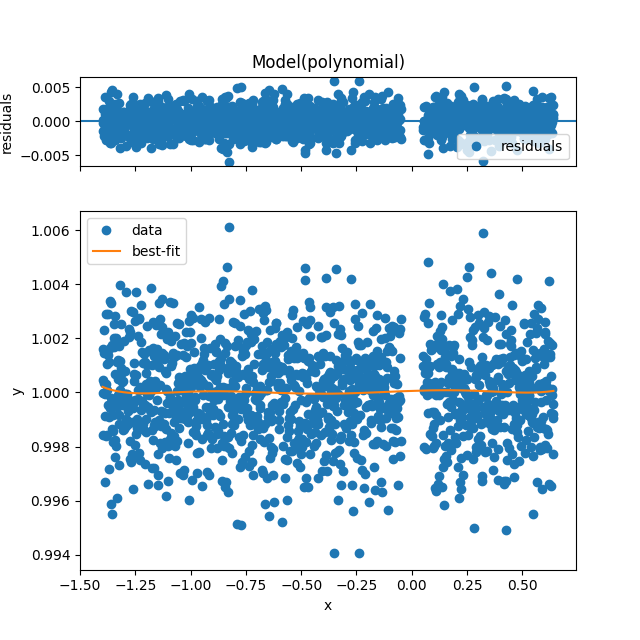 Model(polynomial)
residuals
0.005
0.000
−0.005
residuals
data
best-fit
y
1.006
1.004
1.002
1.000
0.998
0.996
0.994
−1.50 −1.25 −1.00 −0.75 −0.50 −0.25 0.00 0.25 0.50
x